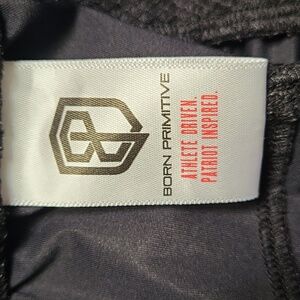 BORN PRIMITIVE
ATHLETE DRIVEN.
PATRIOT INSPIRED.